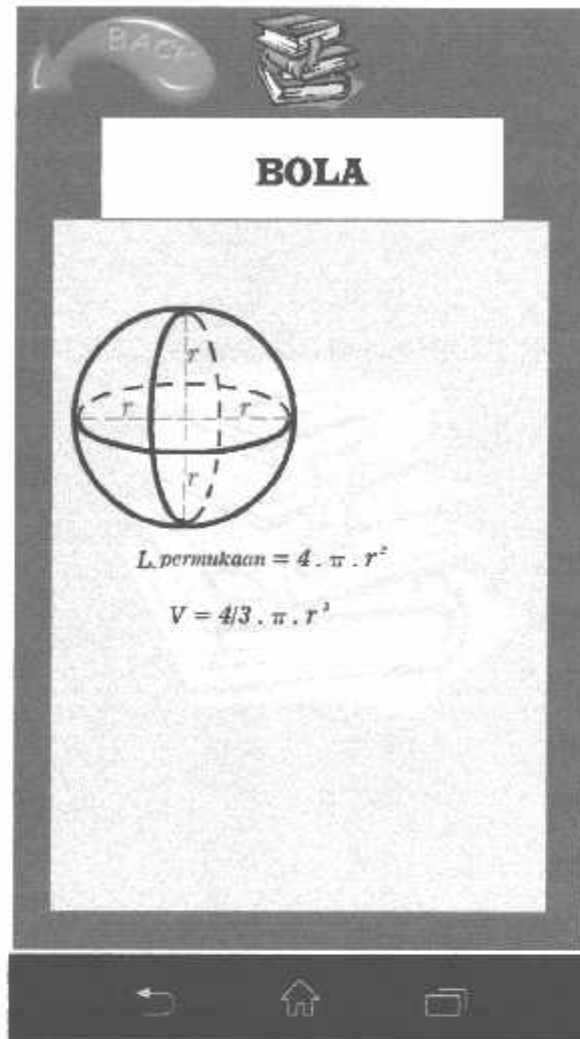 BACK
BOLA
r
r r
r
L. permukaan = 4 . π . r²
V = 4/3 . π . r³